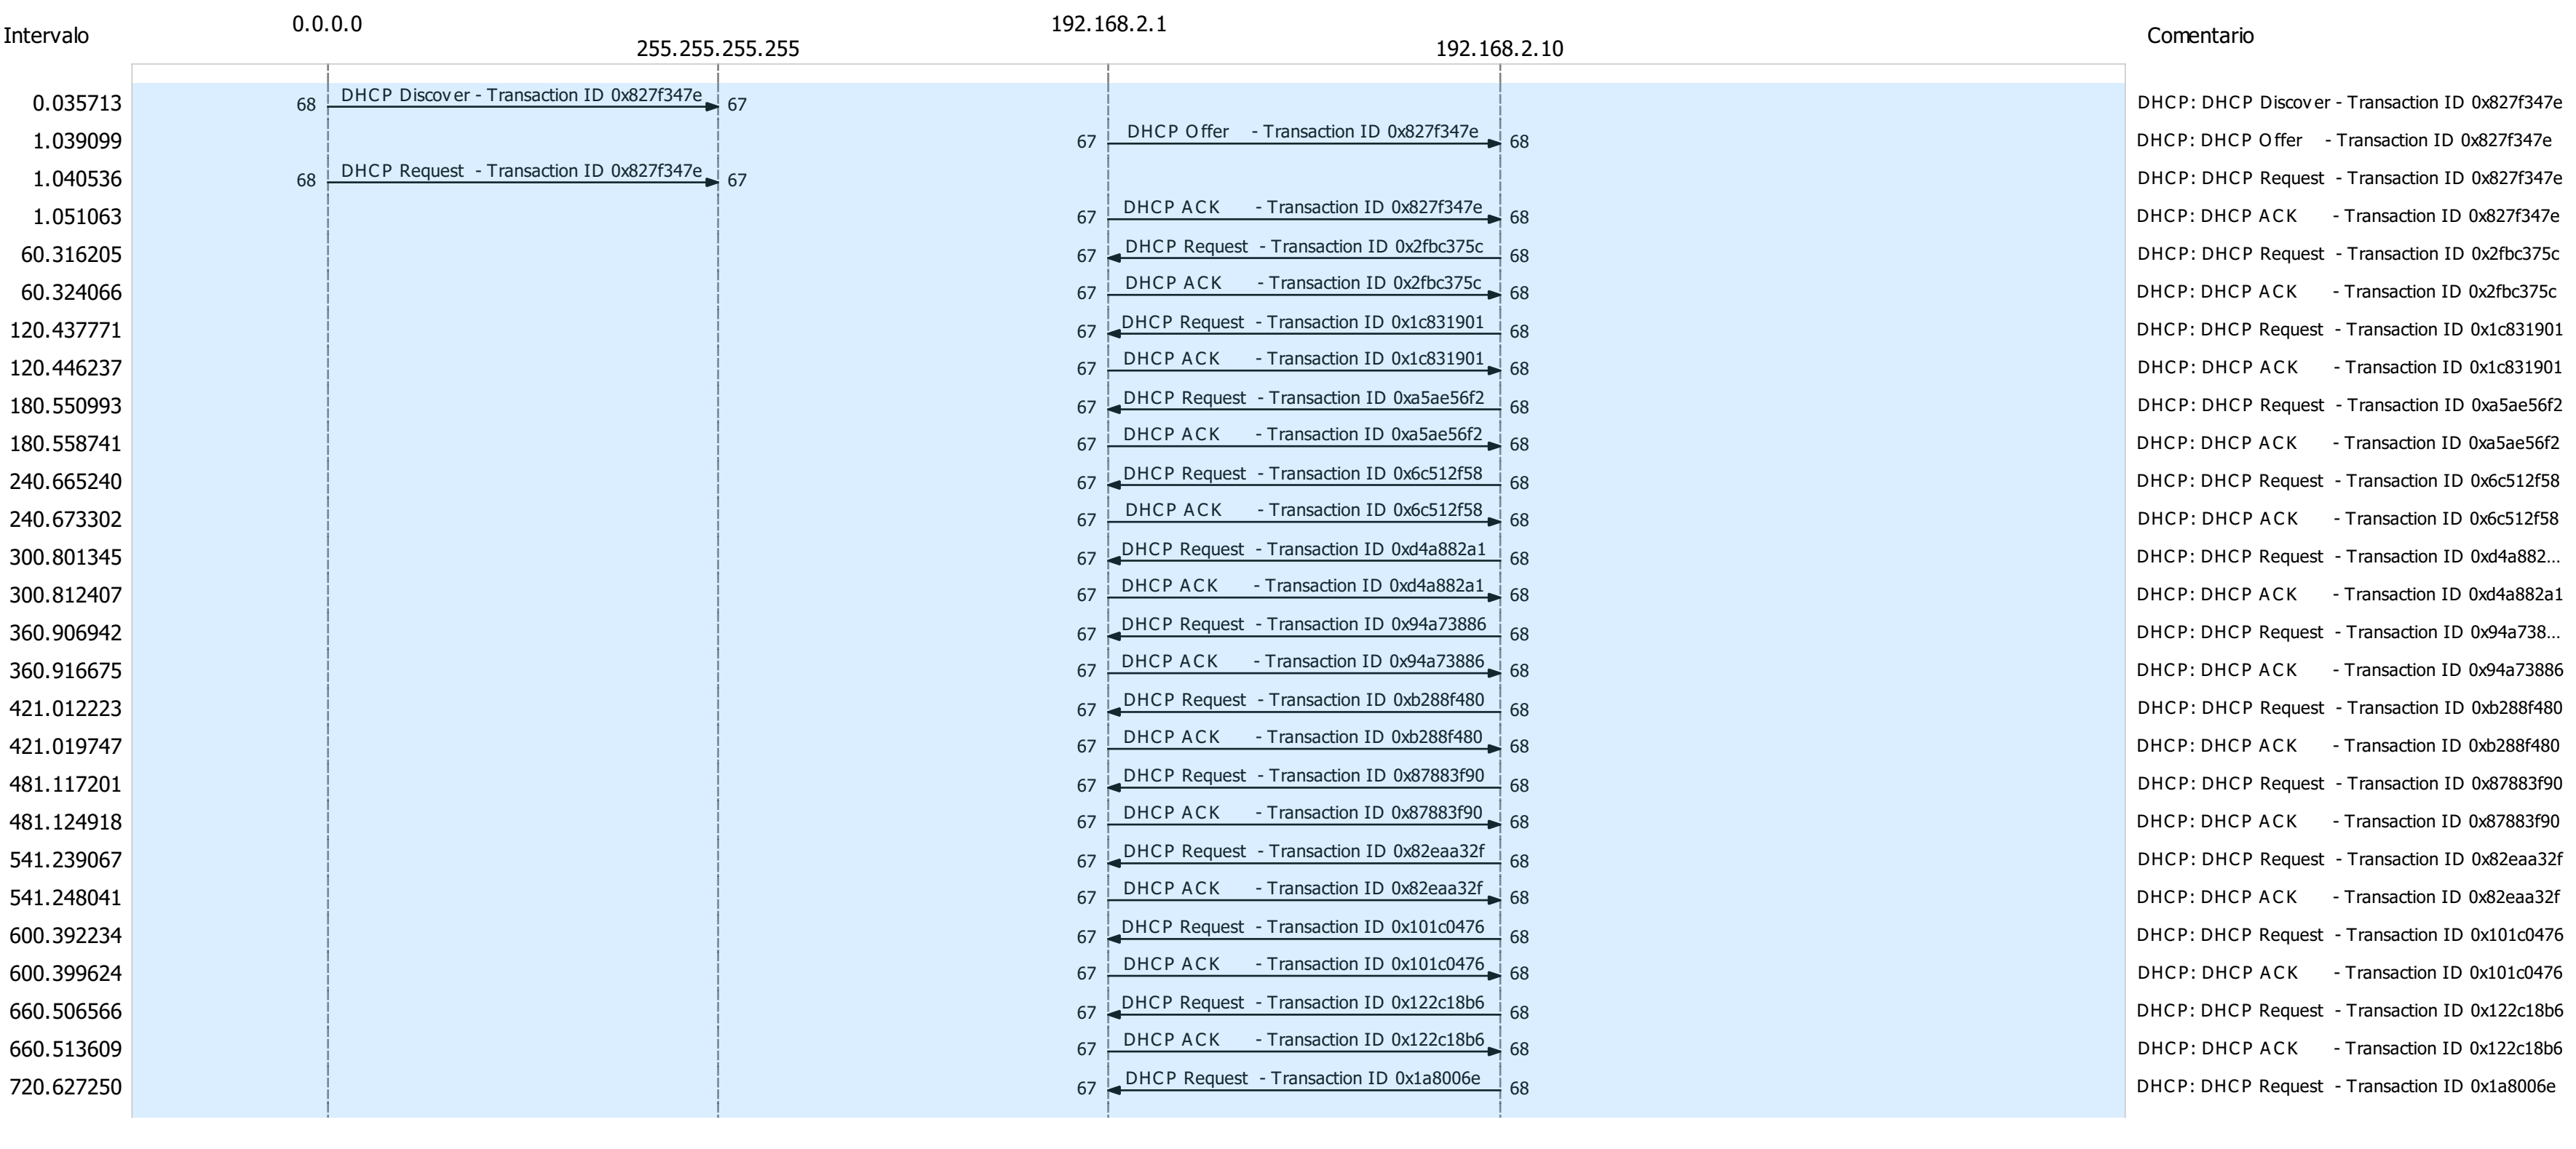 0.0.0.0 192.168.2.1
Intervalo Comentario
255.255.255.255 192.168.2.10
0.035713 68 DHCP Discover - Transaction ID 0x827f347e 67 DHCP: DHCP Discover - Transaction ID 0x827f347e
1.039099 67 DHCP Offer - Transaction ID 0x827f347e 68 DHCP: DHCP Offer - Transaction ID 0x827f347e
1.040536 68 DHCP Request - Transaction ID 0x827f347e 67 DHCP: DHCP Request - Transaction ID 0x827f347e
1.051063 67 DHCP ACK - Transaction ID 0x827f347e 68 DHCP: DHCP ACK - Transaction ID 0x827f347e
60.316205 67 DHCP Request - Transaction ID 0x2fbc375c 68 DHCP: DHCP Request - Transaction ID 0x2fbc375c
60.324066 67 DHCP ACK - Transaction ID 0x2fbc375c 68 DHCP: DHCP ACK - Transaction ID 0x2fbc375c
120.437771 67 DHCP Request - Transaction ID 0x1c831901 68 DHCP: DHCP Request - Transaction ID 0x1c831901
120.446237 67 DHCP ACK - Transaction ID 0x1c831901 68 DHCP: DHCP ACK - Transaction ID 0x1c831901
180.550993 67 DHCP Request - Transaction ID 0xa5ae56f2 68 DHCP: DHCP Request - Transaction ID 0xa5ae56f2
180.558741 67 DHCP ACK - Transaction ID 0xa5ae56f2 68 DHCP: DHCP ACK - Transaction ID 0xa5ae56f2
240.665240 67 DHCP Request - Transaction ID 0x6c512f58 68 DHCP: DHCP Request - Transaction ID 0x6c512f58
240.673302 67 DHCP ACK - Transaction ID 0x6c512f58 68 DHCP: DHCP ACK - Transaction ID 0x6c512f58
300.801345 67 DHCP Request - Transaction ID 0xd4a882a1 68 DHCP: DHCP Request - Transaction ID 0xd4a882...
300.812407 67 DHCP ACK - Transaction ID 0xd4a882a1 68 DHCP: DHCP ACK - Transaction ID 0xd4a882a1
360.906942 67 DHCP Request - Transaction ID 0x94a73886 68 DHCP: DHCP Request - Transaction ID 0x94a738...
360.916675 67 DHCP ACK - Transaction ID 0x94a73886 68 DHCP: DHCP ACK - Transaction ID 0x94a73886
421.012223 67 DHCP Request - Transaction ID 0xb288f480 68 DHCP: DHCP Request - Transaction ID 0xb288f480
421.019747 67 DHCP ACK - Transaction ID 0xb288f480 68 DHCP: DHCP ACK - Transaction ID 0xb288f480
481.117201 67 DHCP Request - Transaction ID 0x87883f90 68 DHCP: DHCP Request - Transaction ID 0x87883f90
481.124918 67 DHCP ACK - Transaction ID 0x87883f90 68 DHCP: DHCP ACK - Transaction ID 0x87883f90
541.239067 67 DHCP Request - Transaction ID 0x82eaa32f 68 DHCP: DHCP Request - Transaction ID 0x82eaa32f
541.248041 67 DHCP ACK - Transaction ID 0x82eaa32f 68 DHCP: DHCP ACK - Transaction ID 0x82eaa32f
600.392234 67 DHCP Request - Transaction ID 0x101c0476 68 DHCP: DHCP Request - Transaction ID 0x101c0476
600.399624 67 DHCP ACK - Transaction ID 0x101c0476 68 DHCP: DHCP ACK - Transaction ID 0x101c0476
660.506566 67 DHCP Request - Transaction ID 0x122c18b6 68 DHCP: DHCP Request - Transaction ID 0x122c18b6
660.513609 67 DHCP ACK - Transaction ID 0x122c18b6 68 DHCP: DHCP ACK - Transaction ID 0x122c18b6
720.627250 67 DHCP Request - Transaction ID 0x1a8006e 68 DHCP: DHCP Request - Transaction ID 0x1a8006e